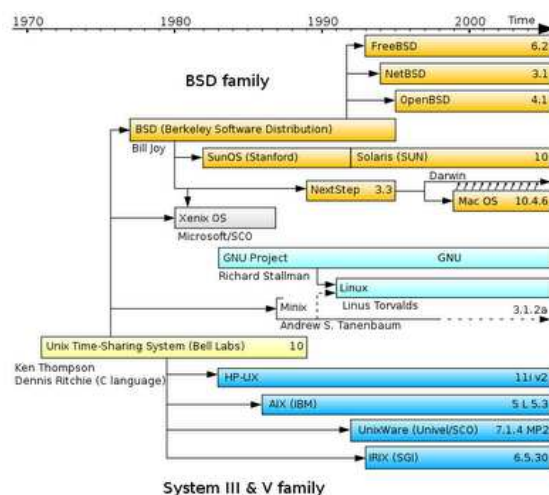 1970 1980 1990 2000 Time
FreeBSD 6.2
BSD family
NetBSD 3.1
OpenBSD 4.1
BSD (Berkeley Software Distribution)
Bill Joy
SunOS (Stanford) Solaris (SUN) 10
Darwin
NextStep 3.3
Mac OS 10.4.6
Xenix OS
Microsoft/SCO
GNU Project GNU
Richard Stallman
Linux
Minix
Linus Torvalds
3.1.2a
Andrew S. Tanenbaum
Unix Time-Sharing System (Bell Labs) 10
Ken Thompson
Dennis Ritchie (C language)
HP-UX 11i v2
AIX (IBM) 5 L 5.3
UnixWare (Univel/SCO) 7.1.4 MP2
IRIX (SGI) 6.5.30
System III & V family